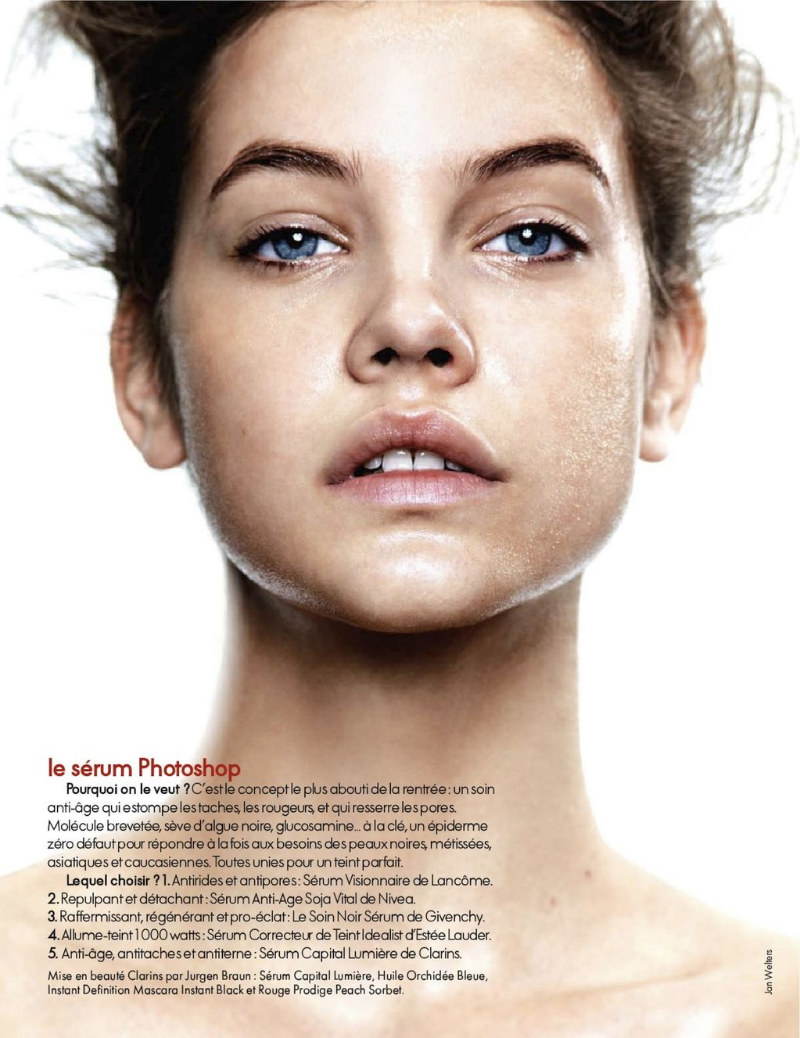 le sérum Photoshop
Pourquoi on le veut ? C'est le concept le plus abouti de la rentrée : un soin
anti-âge qui estompe les taches, les rougeurs, et qui resserre les pores.
Molécule brevetée, sève d'algue noire, glucosamine... à la clé, un épiderme
zéro défaut pour répondre à la fois aux besoins des peaux noires, métissées,
asiatiques et caucasiennes. Toutes unies pour un teint parfait.
Lequel choisir ? 1. Antirides et antipores : Sérum Visionnaire de Lancôme.
2. Repulpant et détachant : Sérum Anti-Age Soja Vital de Nivea.
3. Raffermissant, régénérant et pro-éclat : Le Soin Noir Sérum de Givenchy.
4. Allume-teint 1 000 watts : Sérum Correcteur de Teint Idealist d'Estée Lauder.
5. Anti-âge, antitaches et antiterne : Sérum Capital Lumière de Clarins.
Mise en beauté Clarins par Jurgen Braun : Sérum Capital Lumière, Huile Orchidée Bleue,
Instant Definition Mascara Instant Black et Rouge Prodige Peach Sorbet.
Jan Welters